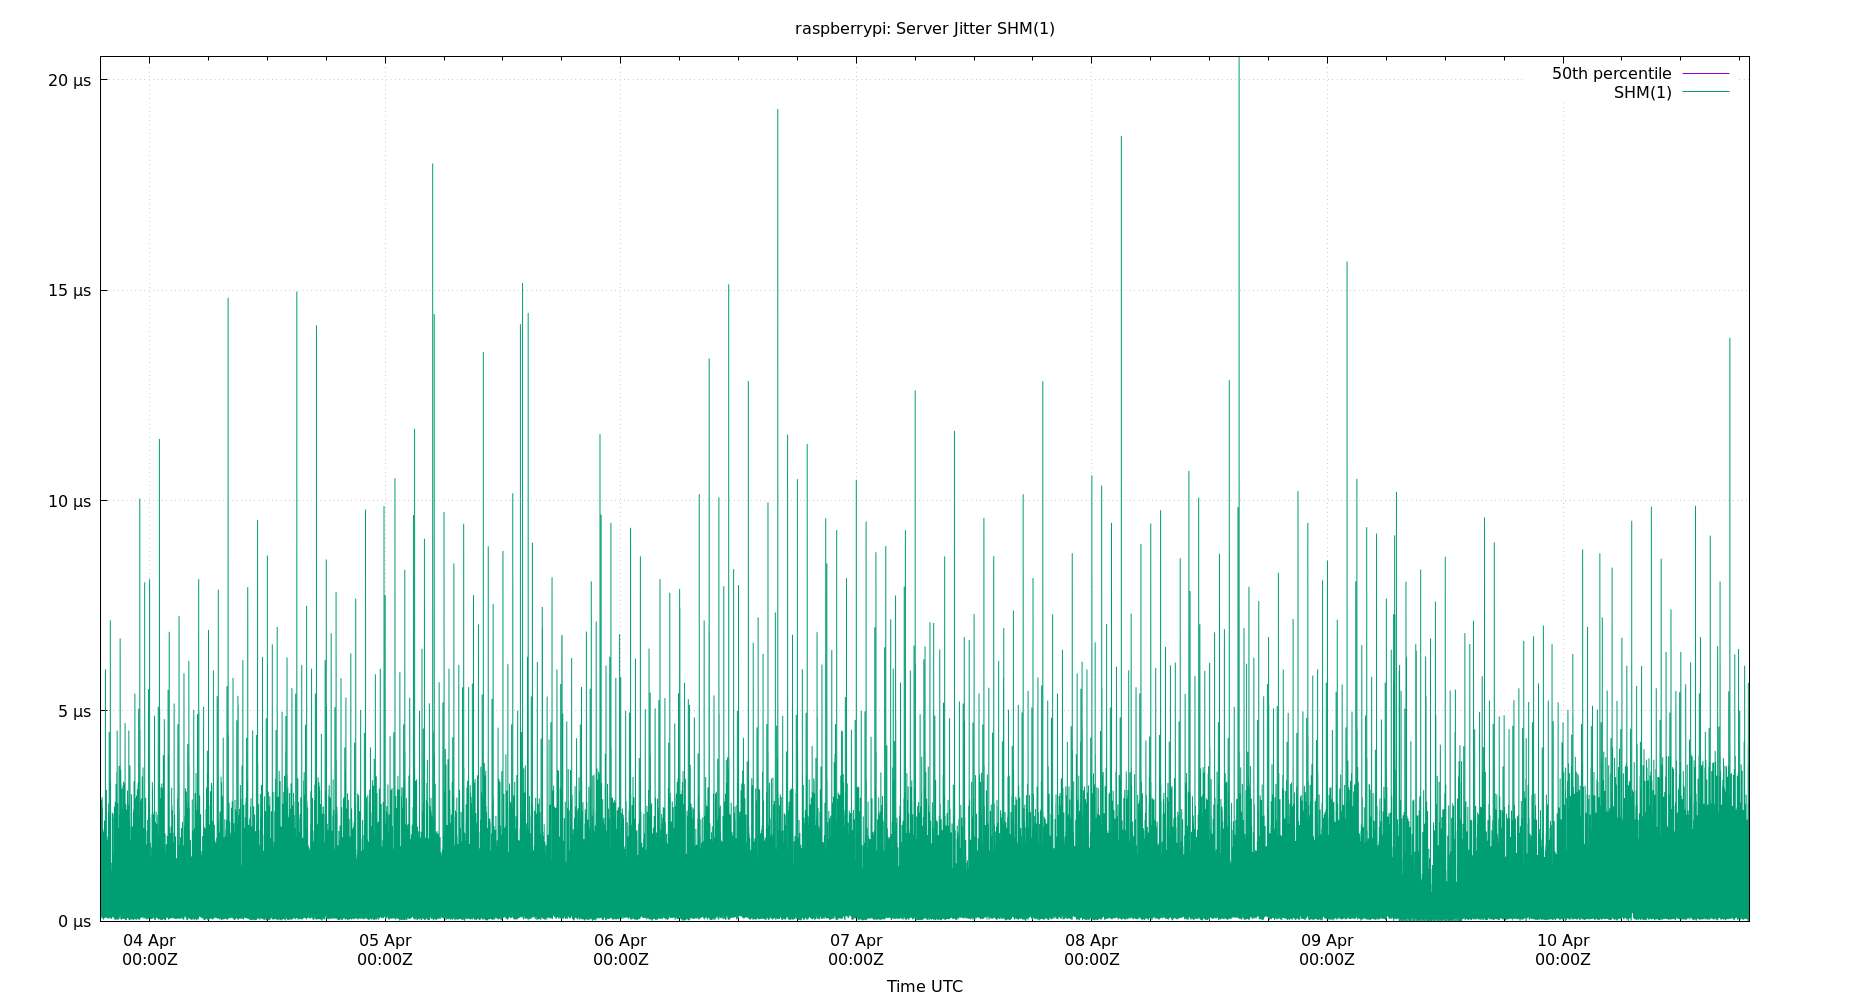 raspberrypi: Server Jitter SHM(1)
50th percentile
SHM(1)
20 µs
15 µs
10 µs
5 µs
0 µs
04 Apr 05 Apr 06 Apr 07 Apr 08 Apr 09 Apr 10 Apr
00:00Z 00:00Z 00:00Z 00:00Z 00:00Z 00:00Z 00:00Z
Time UTC